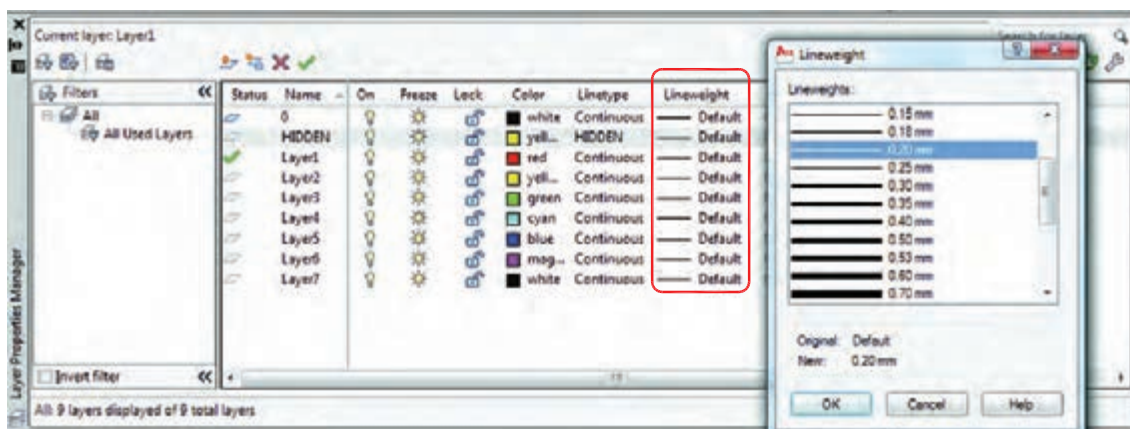 Current layer: Layer1
Search for layer
Filters
All
All Used Layers
Invert filter
Status Name On Freeze Lock Color Linetype Lineweight
0 white Continuous Default
HIDDEN yell... HIDDEN Default
Layer1 red Continuous Default
Layer2 yell... Continuous Default
Layer3 green Continuous Default
Layer4 cyan Continuous Default
Layer5 blue Continuous Default
Layer6 mag... Continuous Default
Layer7 white Continuous Default
All: 9 layers displayed of 9 total layers
Layer Properties Manager
Lineweight
Lineweights:
0.15 mm
0.18 mm
0.20 mm
0.25 mm
0.30 mm
0.35 mm
0.40 mm
0.50 mm
0.53 mm
0.60 mm
0.70 mm
Original: Default
New: 0.20 mm
OK Cancel Help